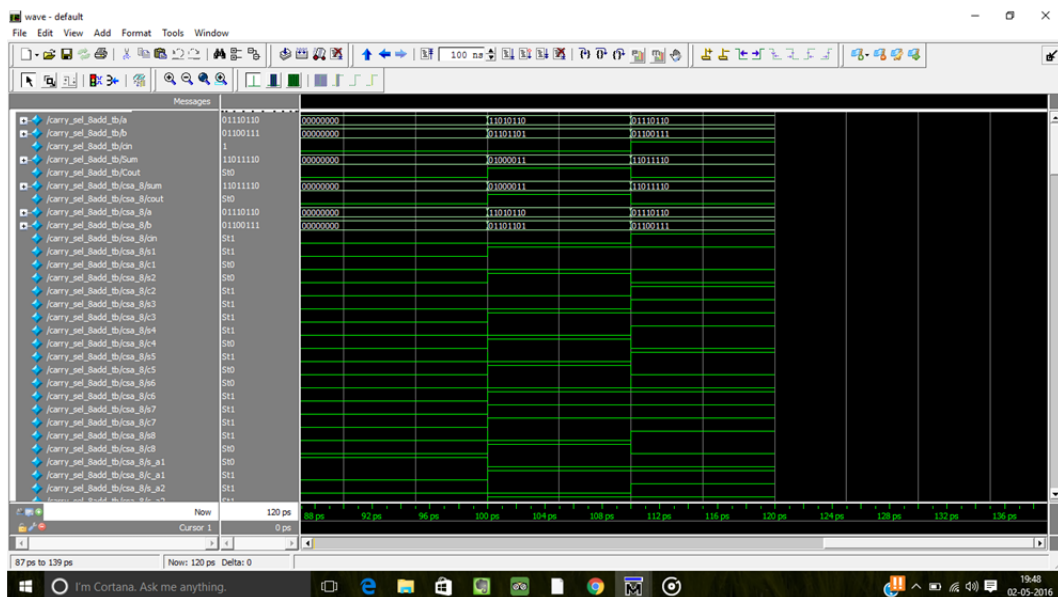 wave - default
File Edit View Add Format Tools Window
100 ns
Messages
/carry_sel_8add_tb/a 01110110 00000000 11010110 01110110
/carry_sel_8add_tb/b 01100111 00000000 01101101 01100111
/carry_sel_8add_tb/cin 1
/carry_sel_8add_tb/Sum 11011110 00000000 01000011 11011110
/carry_sel_8add_tb/Cout St0
/carry_sel_8add_tb/csa_8/sum 11011110 00000000 01000011 11011110
/carry_sel_8add_tb/csa_8/cout St0
/carry_sel_8add_tb/csa_8/a 01110110 00000000 11010110 01110110
/carry_sel_8add_tb/csa_8/b 01100111 00000000 01101101 01100111
/carry_sel_8add_tb/csa_8/cin St1
/carry_sel_8add_tb/csa_8/s1 St1
/carry_sel_8add_tb/csa_8/c1 St0
/carry_sel_8add_tb/csa_8/s2 St0
/carry_sel_8add_tb/csa_8/c2 St1
/carry_sel_8add_tb/csa_8/s3 St1
/carry_sel_8add_tb/csa_8/c3 St1
/carry_sel_8add_tb/csa_8/s4 St1
/carry_sel_8add_tb/csa_8/c4 St0
/carry_sel_8add_tb/csa_8/s5 St1
/carry_sel_8add_tb/csa_8/c5 St0
/carry_sel_8add_tb/csa_8/s6 St0
/carry_sel_8add_tb/csa_8/c6 St1
/carry_sel_8add_tb/csa_8/s7 St1
/carry_sel_8add_tb/csa_8/c7 St1
/carry_sel_8add_tb/csa_8/s8 St1
/carry_sel_8add_tb/csa_8/c8 St0
/carry_sel_8add_tb/csa_8/s_a1 St0
/carry_sel_8add_tb/csa_8/c_a1 St1
/carry_sel_8add_tb/csa_8/s_a2 St1
Now 120 ps 88 ps 92 ps 96 ps 100 ps 104 ps 108 ps 112 ps 116 ps 120 ps 124 ps 128 ps 132 ps 136 ps
Cursor 1 0 ps
87 ps to 139 ps Now: 120 ps Delta: 0
I'm Cortana. Ask me anything.
19:48
02-05-2016